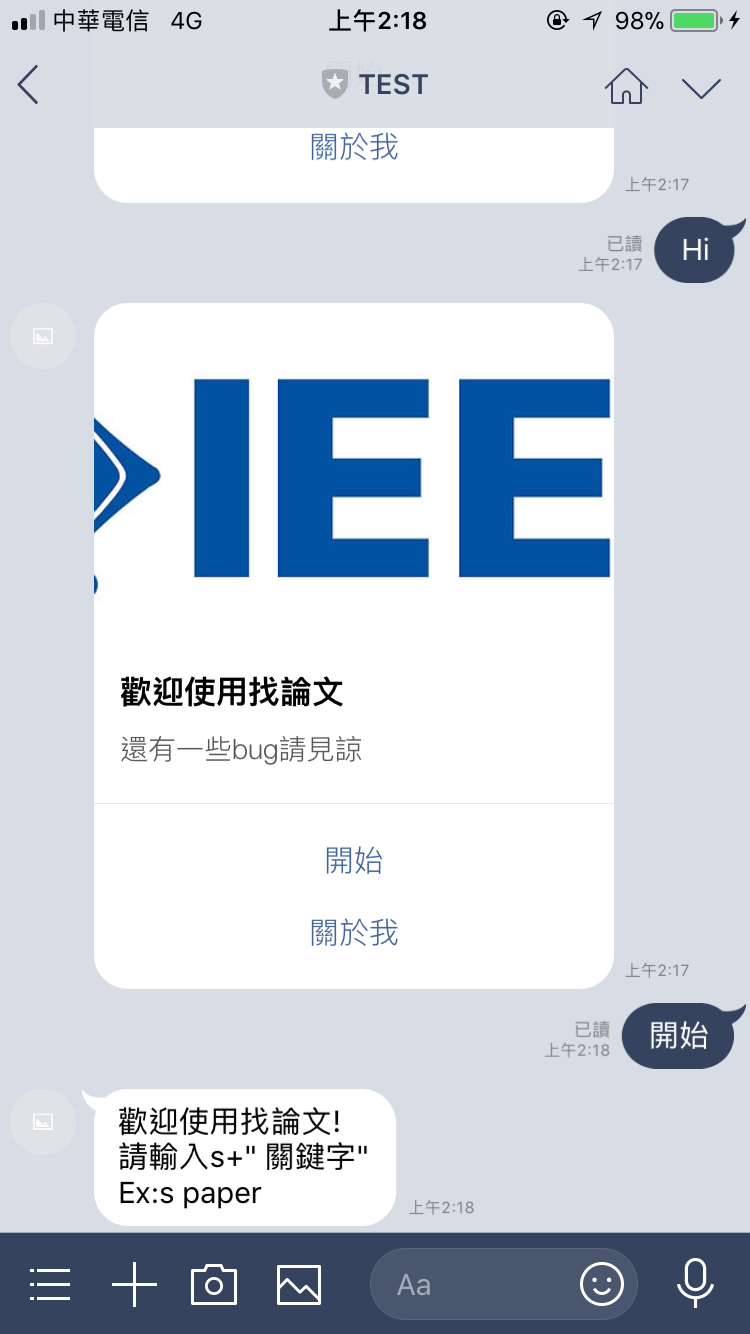 中華電信 4G 上午2:18 98%
TEST
關於我
上午2:17
已讀
上午2:17
Hi
IEE
歡迎使用找論文
還有一些bug請見諒
開始
關於我
上午2:17
已讀
上午2:18
開始
歡迎使用找論文!
請輸入s+" 關鍵字"
Ex:s paper
上午2:18
Aa